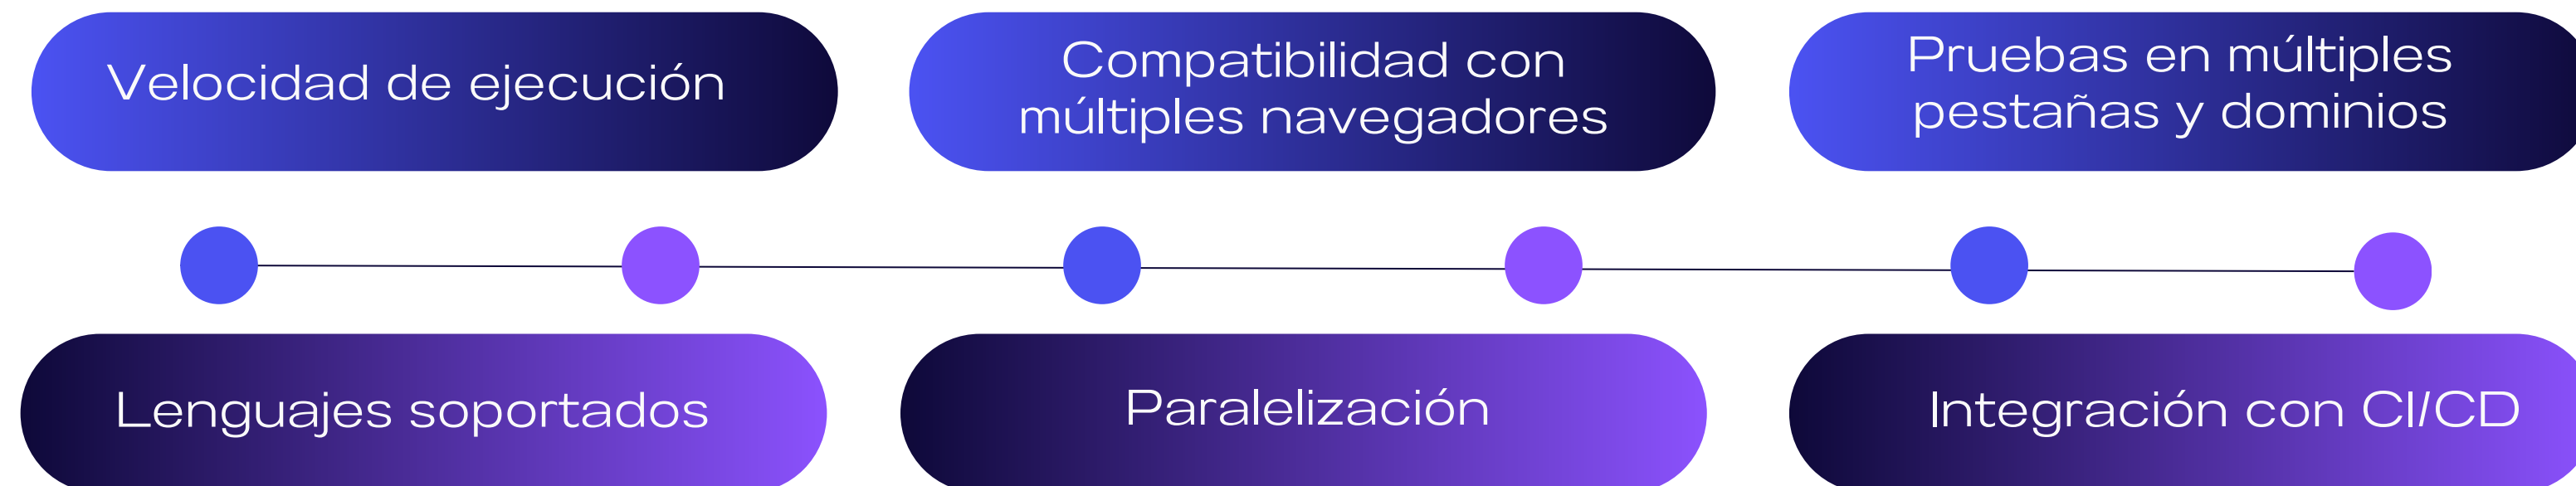 Velocidad de ejecución
Compatibilidad con
múltiples navegadores
Pruebas en múltiples
pestañas y dominios
Lenguajes soportados
Paralelización
Integración con CI/CD